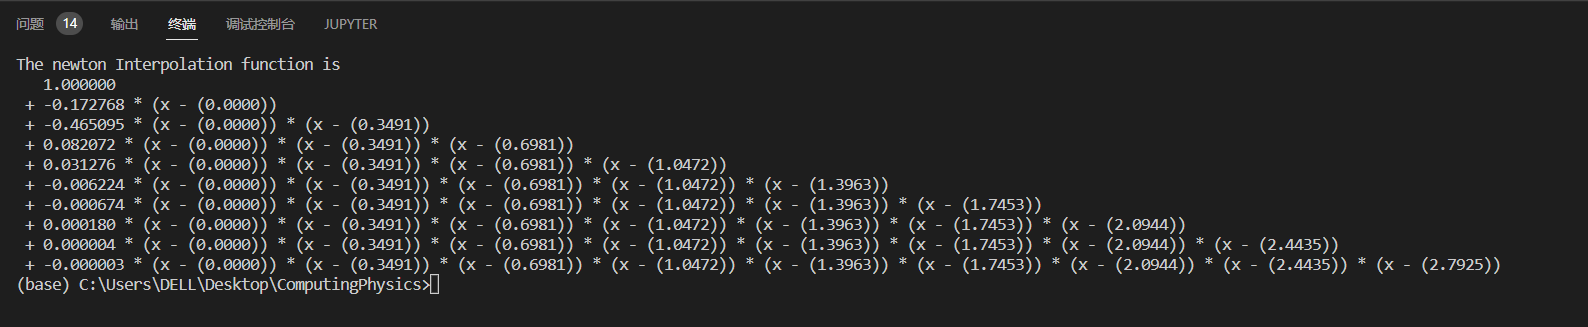 问题 14 输出 终端 调试控制台 JUPYTER
The newton Interpolation function is
   1.000000
 + -0.172768 * (x - (0.0000))
 + -0.465095 * (x - (0.0000)) * (x - (0.3491))
 + 0.082072 * (x - (0.0000)) * (x - (0.3491)) * (x - (0.6981))
 + 0.031276 * (x - (0.0000)) * (x - (0.3491)) * (x - (0.6981)) * (x - (1.0472))
 + -0.006224 * (x - (0.0000)) * (x - (0.3491)) * (x - (0.6981)) * (x - (1.0472)) * (x - (1.3963))
 + -0.000674 * (x - (0.0000)) * (x - (0.3491)) * (x - (0.6981)) * (x - (1.0472)) * (x - (1.3963)) * (x - (1.7453))
 + 0.000180 * (x - (0.0000)) * (x - (0.3491)) * (x - (0.6981)) * (x - (1.0472)) * (x - (1.3963)) * (x - (1.7453)) * (x - (2.0944))
 + 0.000004 * (x - (0.0000)) * (x - (0.3491)) * (x - (0.6981)) * (x - (1.0472)) * (x - (1.3963)) * (x - (1.7453)) * (x - (2.0944)) * (x - (2.4435))
 + -0.000003 * (x - (0.0000)) * (x - (0.3491)) * (x - (0.6981)) * (x - (1.0472)) * (x - (1.3963)) * (x - (1.7453)) * (x - (2.0944)) * (x - (2.4435)) * (x - (2.7925))
(base) C:\Users\DELL\Desktop\ComputingPhysics>